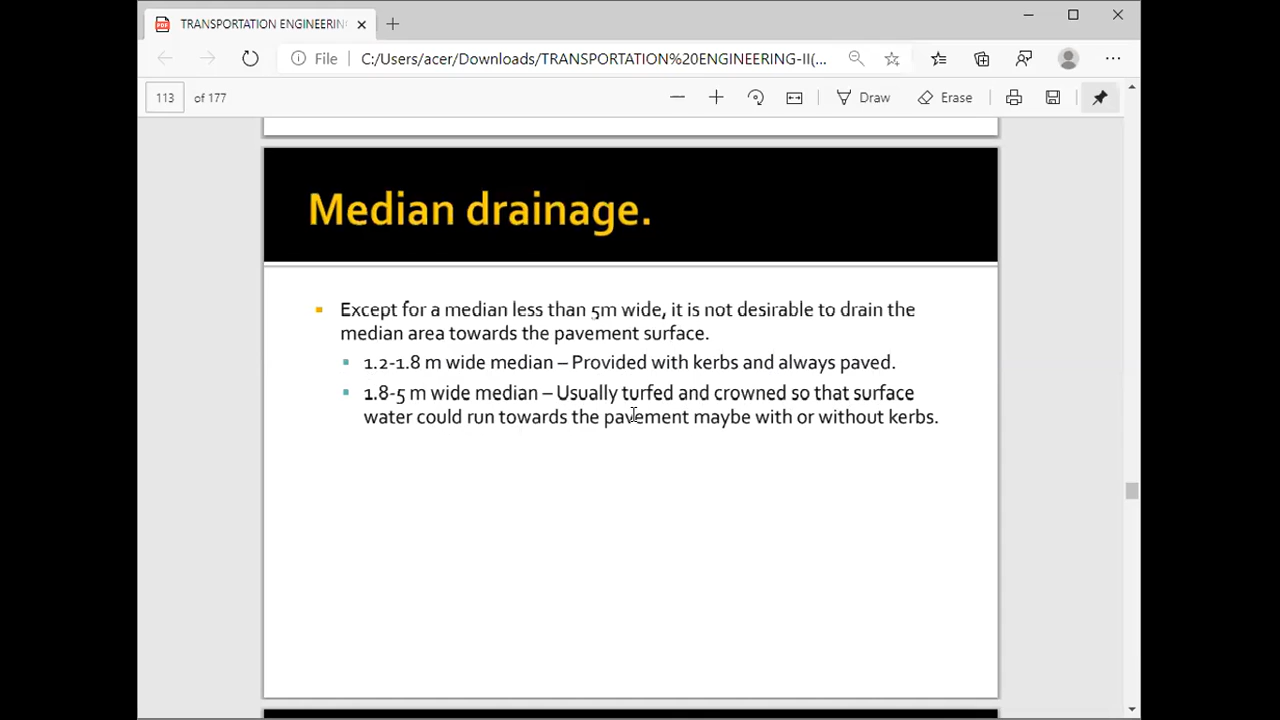 TRANSPORTATION ENGINEERIN
File
C:/Users/acer/Downloads/TRANSPORTATION%20ENGINEERING-II(...
113 of 177
Draw
Erase
Median drainage.
Except for a median less than 5m wide, it is not desirable to drain the
median area towards the pavement surface.
1.2-1.8 m wide median – Provided with kerbs and always paved.
1.8-5 m wide median – Usually turfed and crowned so that surface
water could run towards the pavement maybe with or without kerbs.